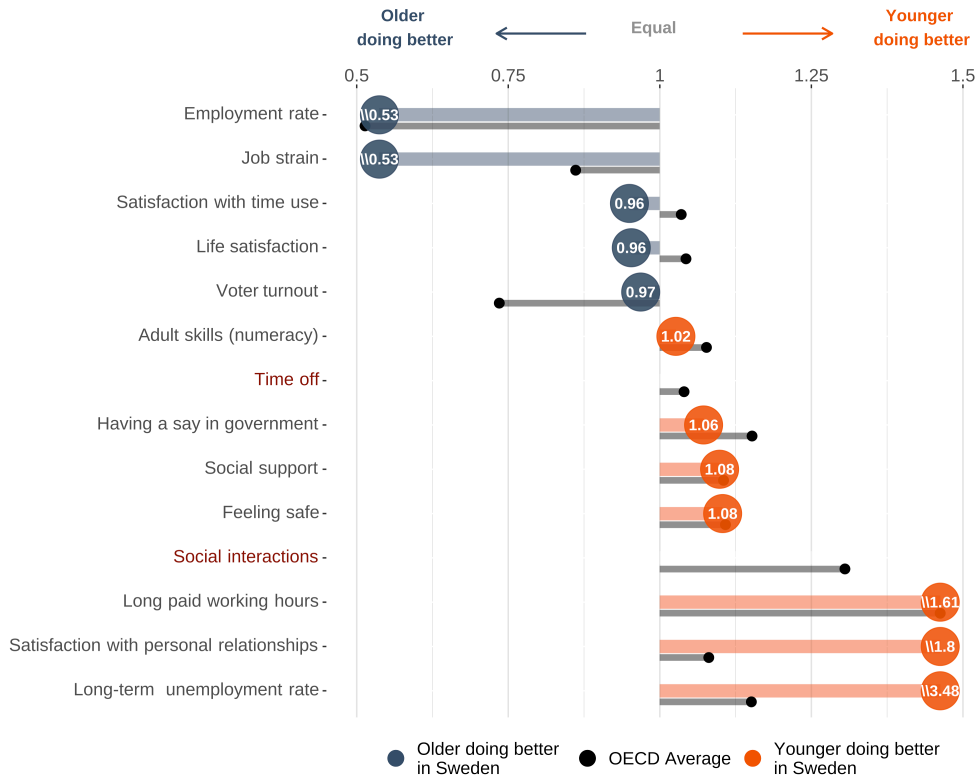 Older
doing better
Equal
Younger
doing better
0.5 0.75 1 1.25 1.5
Employment rate \\0.53
Job strain \\0.53
Satisfaction with time use 0.96
Life satisfaction 0.96
Voter turnout 0.97
Adult skills (numeracy) 1.02
Time off
Having a say in government 1.06
Social support 1.08
Feeling safe 1.08
Social interactions
Long paid working hours \\1.61
Satisfaction with personal relationships \\1.8
Long-term  unemployment rate \\3.48
Older doing better
in Sweden
OECD Average
Younger doing better
in Sweden